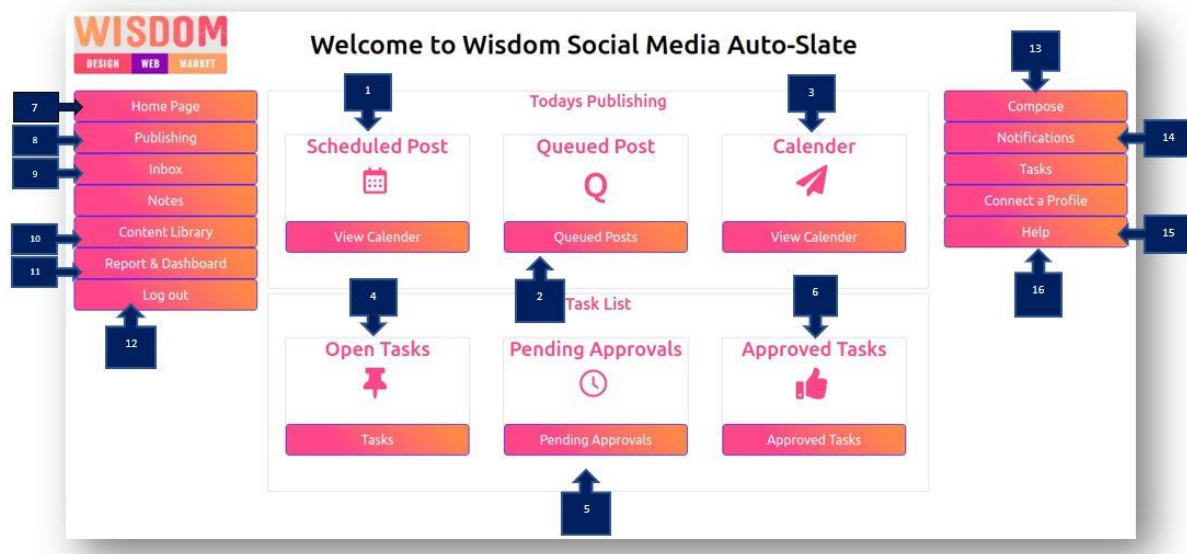 WISDOM
DESIGN WEB MARKET
Welcome to Wisdom Social Media Auto-Slate
13
7
Home Page
8
Publishing
9
Inbox
Notes
10
Content Library
11
Report & Dashboard
Log out
12
1
Todays Publishing
3
Scheduled Post
Queued Post
Calender
Q
View Calender
Queued Posts
View Calender
4
2
6
Task List
Open Tasks
Pending Approvals
Approved Tasks
Tasks
Pending Approvals
Approved Tasks
5
Compose
Notifications
14
Tasks
Connect a Profile
Help
15
16